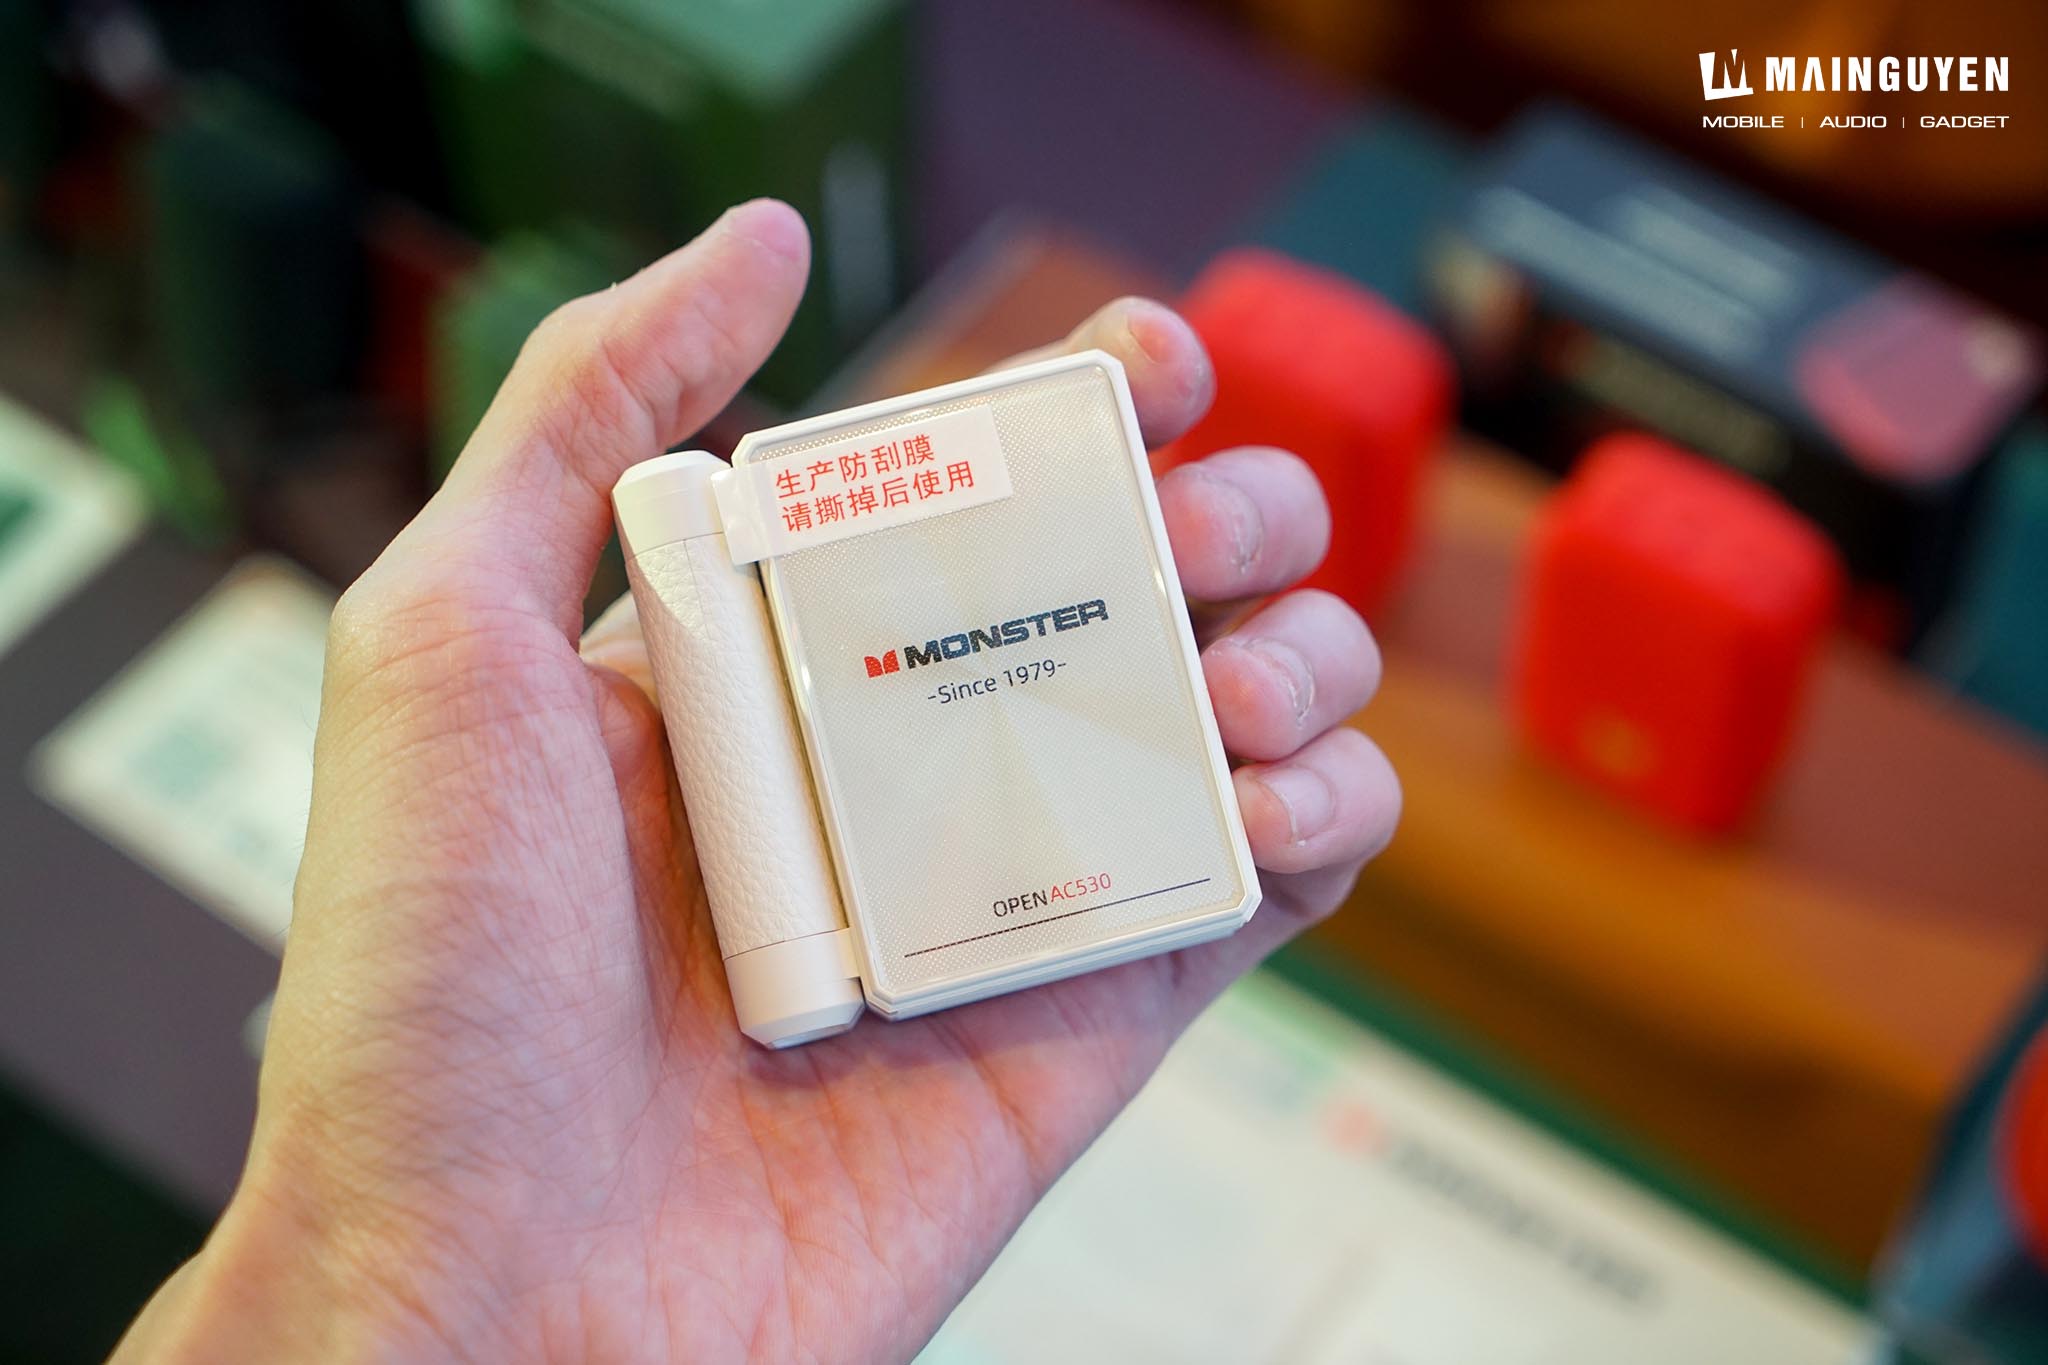 MAINGUYEN
MOBILE | AUDIO | GADGET
生产防刮膜
请撕掉后使用
MONSTER
-Since 1979-
OPEN AC530